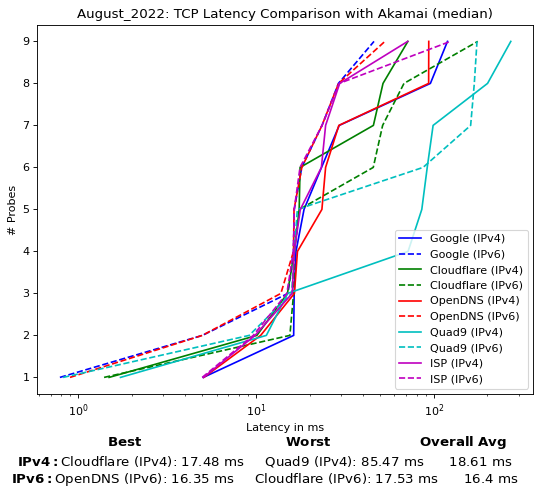 August_2022: TCP Latency Comparison with Akamai (median)
# Probes
9
8
7
6
5
4
3
2
1
Google (IPv4)
Google (IPv6)
Cloudflare (IPv4)
Cloudflare (IPv6)
OpenDNS (IPv4)
OpenDNS (IPv6)
Quad9 (IPv4)
Quad9 (IPv6)
ISP (IPv4)
ISP (IPv6)
10⁰ 10¹ 10²
Latency in ms
Best Worst Overall Avg
IPv4: Cloudflare (IPv4): 17.48 ms Quad9 (IPv4): 85.47 ms 18.61 ms
IPv6: OpenDNS (IPv6): 16.35 ms Cloudflare (IPv6): 17.53 ms 16.4 ms